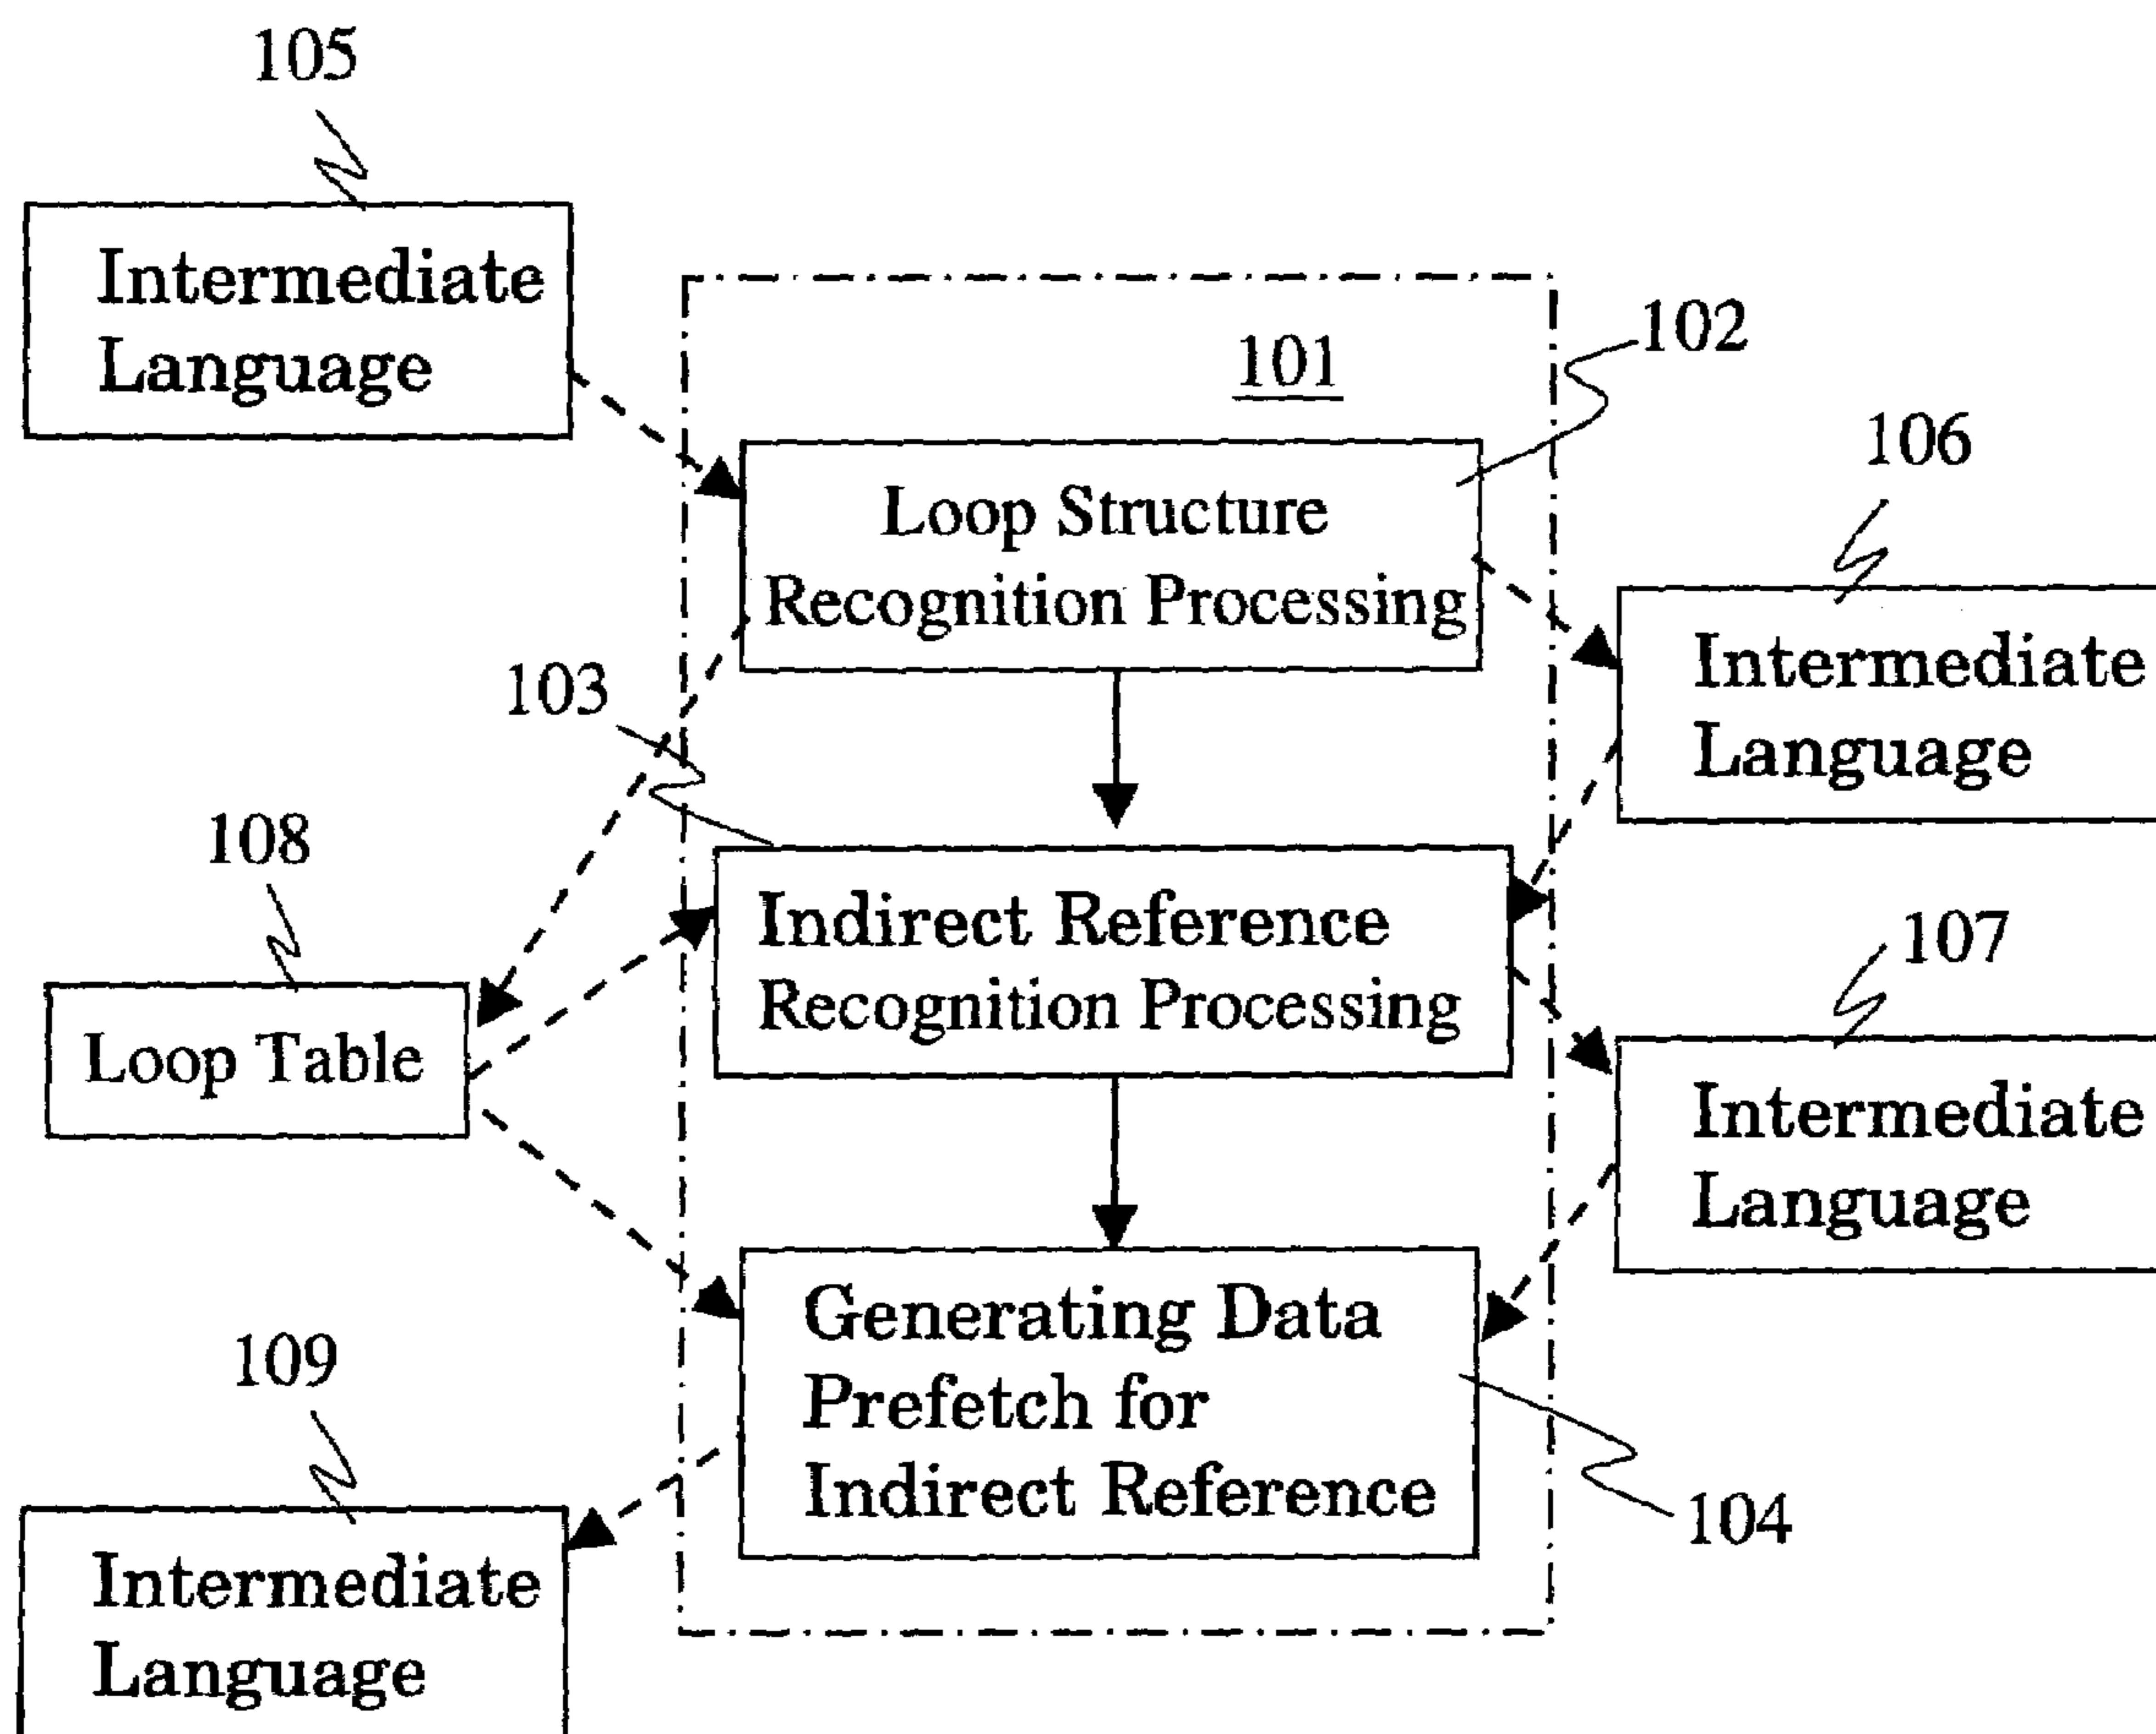 105
Intermediate
Language
101
102
Loop Structure
Recognition Processing
106
Intermediate
Language
103
108
Indirect Reference
Recognition Processing
107
Loop Table
Intermediate
Language
Generating Data
Prefetch for
Indirect Reference
104
109
Intermediate
Language